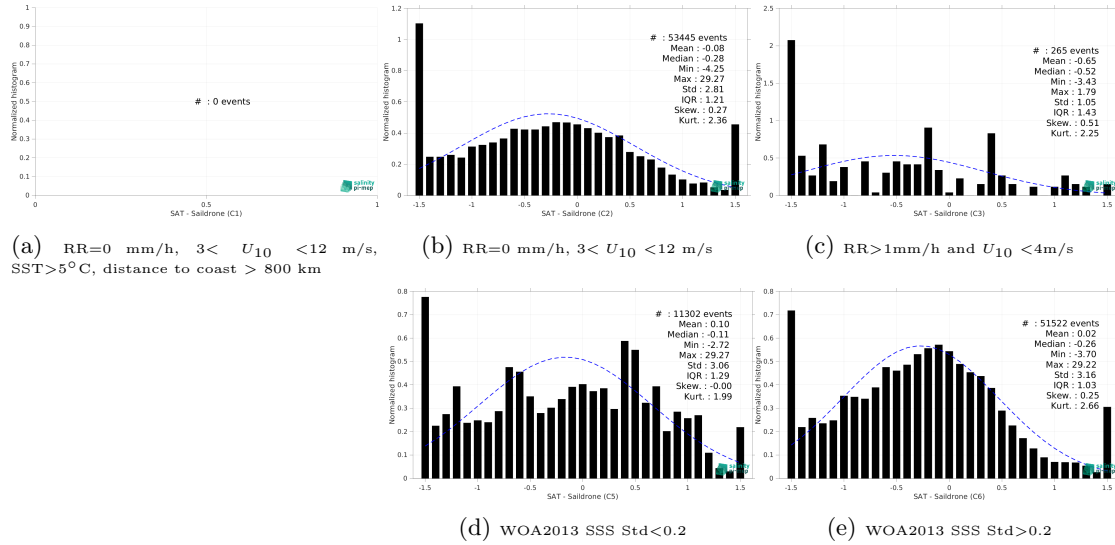 1
0.9
0.8
0.7
0.6
0.5
0.4
0.3
0.2
0.1
0
Normalized histogram
# : 0 events
0
0.5
1
SAT - Saildrone (C1)
salinity
pi-mep
(a) RR=0 mm/h, 3< U10 <12 m/s,
SST>5°C, distance to coast > 800 km
1.2
1
0.8
0.6
0.4
0.2
0
Normalized histogram
# : 53445 events
Mean : -0.08
Median : -0.28
Min : -4.25
Max : 29.27
Std : 2.81
IQR : 1.21
Skew. : 0.27
Kurt. : 2.36
-1.5
-1
-0.5
0
0.5
1
1.5
SAT - Saildrone (C2)
salinity
pi-mep
(b) RR=0 mm/h, 3< U10 <12 m/s
2.5
2
1.5
1
0.5
0
Normalized histogram
# : 265 events
Mean : -0.65
Median : -0.52
Min : -3.43
Max : 1.79
Std : 1.05
IQR : 1.43
Skew. : 0.51
Kurt. : 2.25
-1.5
-1
-0.5
0
0.5
1
1.5
SAT - Saildrone (C3)
salinity
pi-mep
(c) RR>1mm/h and U10 <4m/s
0.8
0.7
0.6
0.5
0.4
0.3
0.2
0.1
0
Normalized histogram
# : 11302 events
Mean : 0.10
Median : -0.11
Min : -2.72
Max : 29.27
Std : 3.06
IQR : 1.29
Skew. : -0.00
Kurt. : 1.99
-1.5
-1
-0.5
0
0.5
1
1.5
SAT - Saildrone (C5)
salinity
pi-mep
(d) WOA2013 SSS Std<0.2
0.8
0.7
0.6
0.5
0.4
0.3
0.2
0.1
0
Normalized histogram
# : 51522 events
Mean : 0.02
Median : -0.26
Min : -3.70
Max : 29.22
Std : 3.16
IQR : 1.03
Skew. : 0.25
Kurt. : 2.66
-1.5
-1
-0.5
0
0.5
1
1.5
SAT - Saildrone (C6)
salinity
pi-mep
(e) WOA2013 SSS Std>0.2